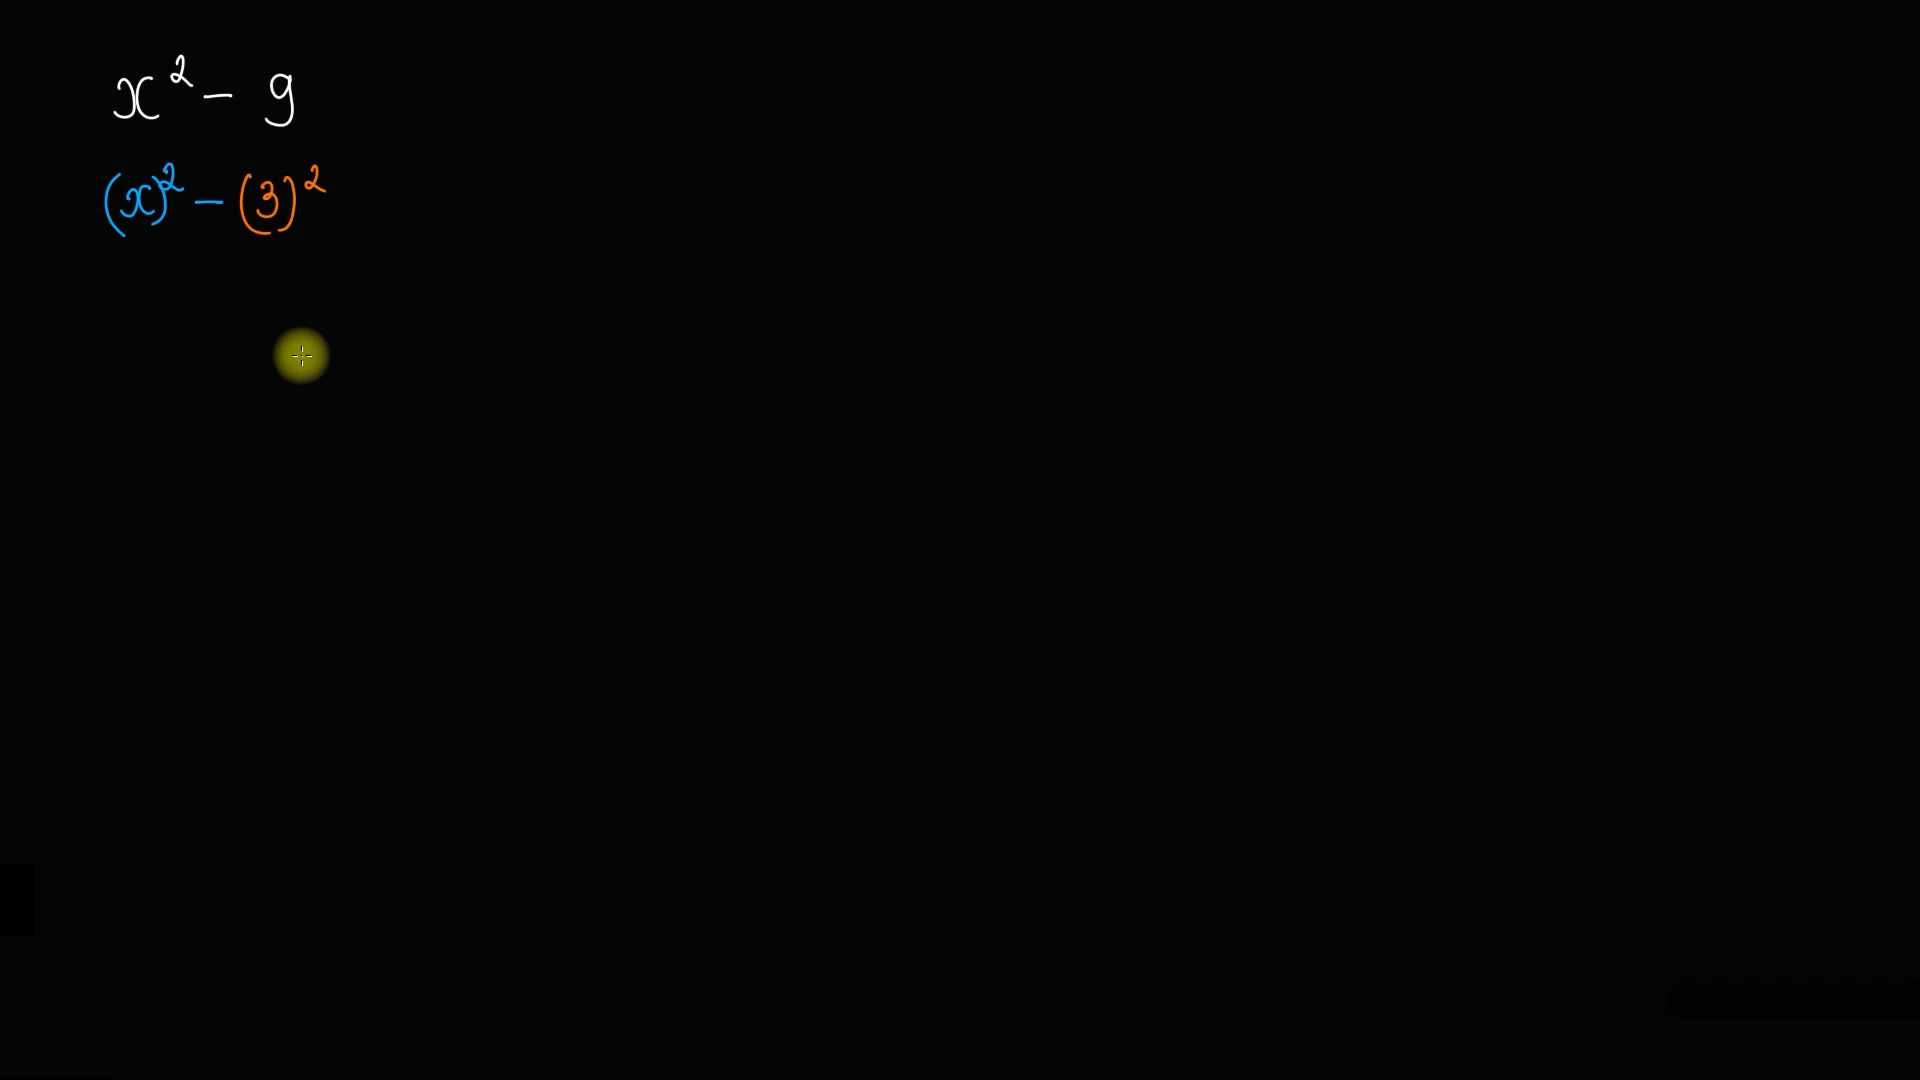 x² - 9
(x)² - (3)²